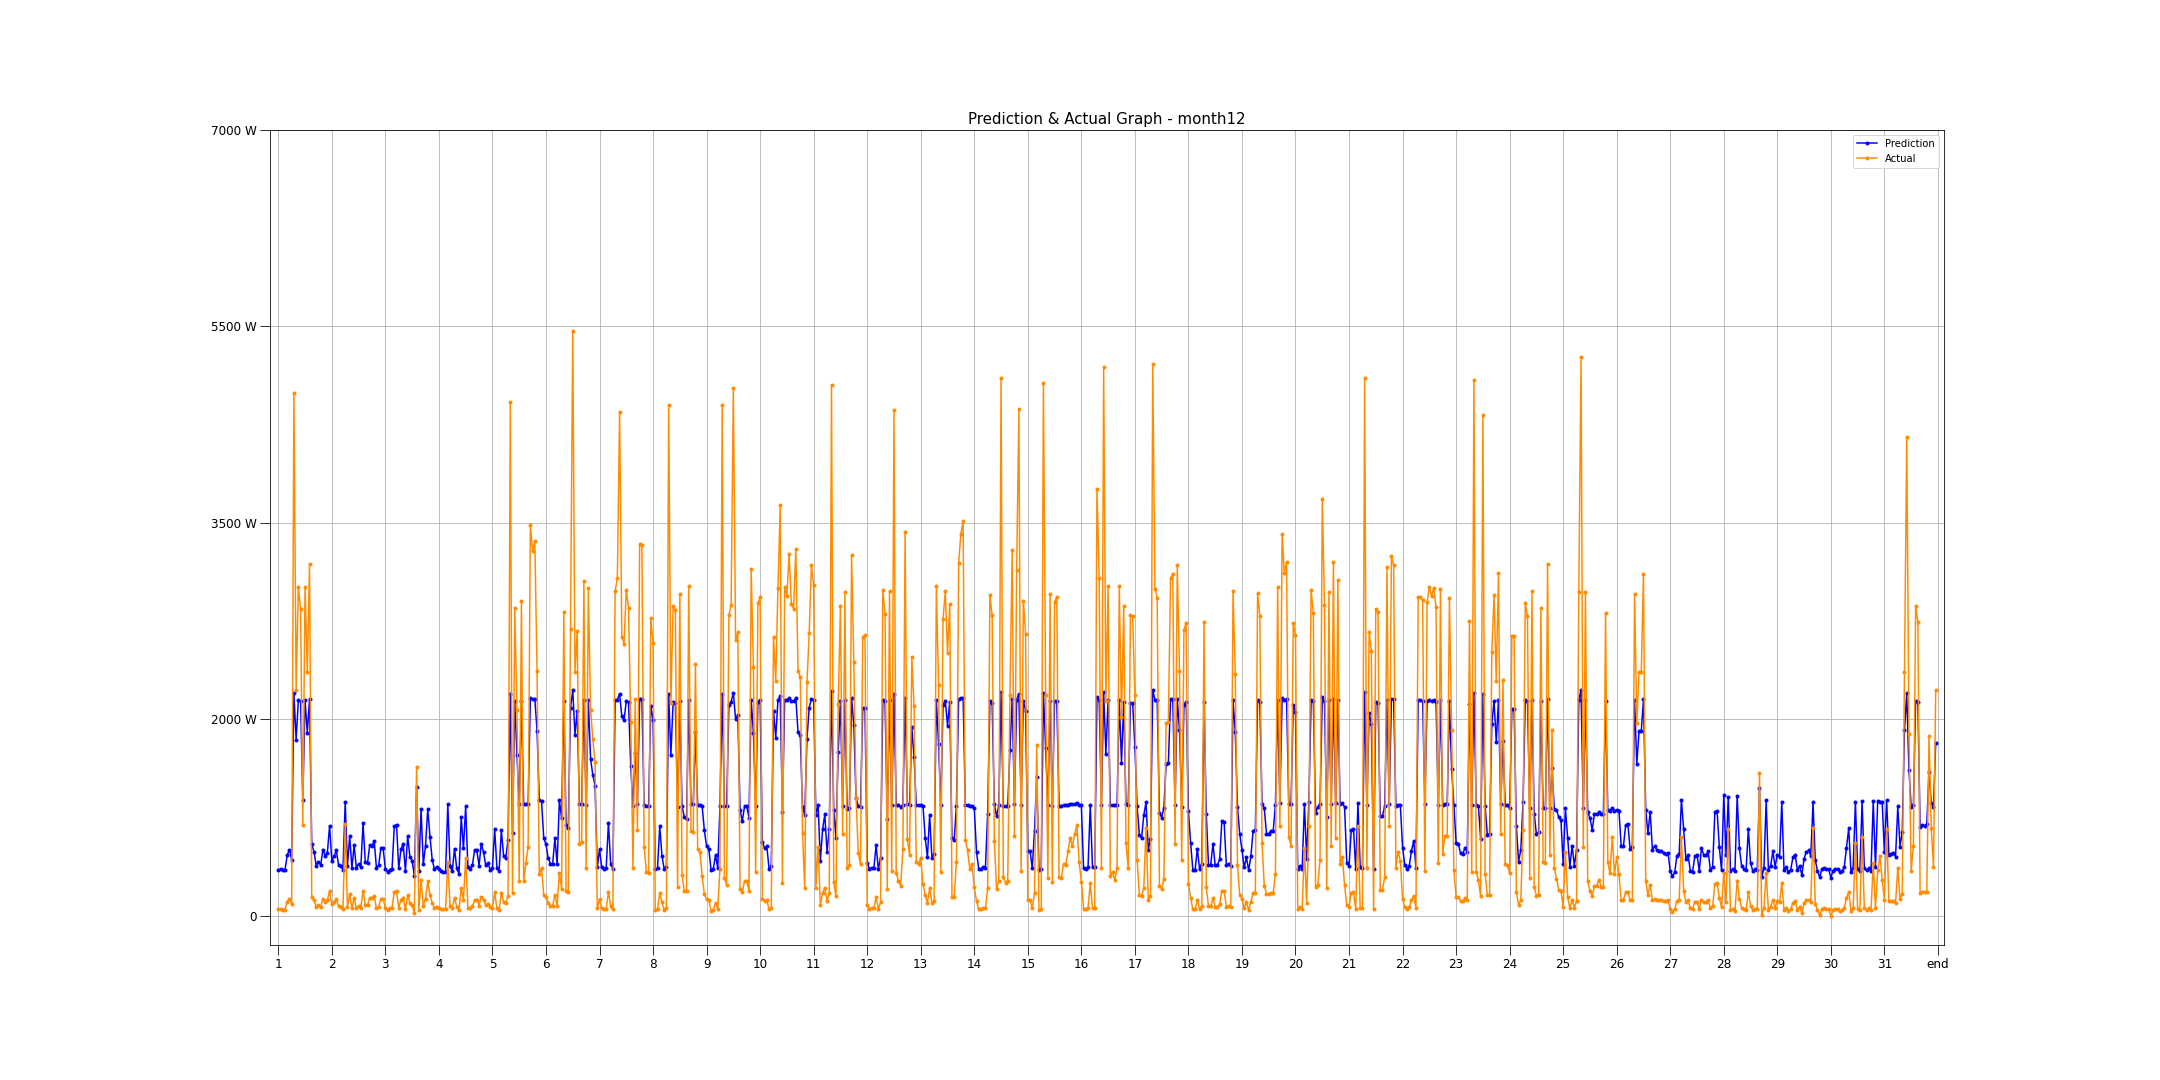 Prediction & Actual Graph - month12
7000 W
Prediction
Actual
5500 W
3500 W
2000 W
0
1 2 3 4 5 6 7 8 9 10 11 12 13 14 15 16 17 18 19 20 21 22 23 24 25 26 27 28 29 30 31 end